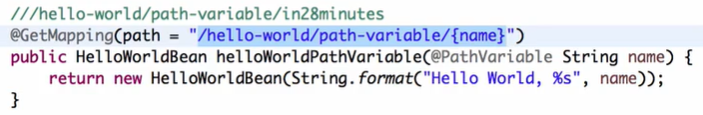 ///hello-world/path-variable/in28minutes
@GetMapping(path = "/hello-world/path-variable/{name}")
public HelloWorldBean helloWorldPathVariable(@PathVariable String name) {
    return new HelloWorldBean(String.format("Hello World, %s", name));
}